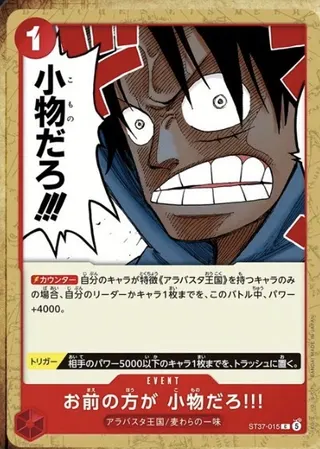 1
小物だろ!!!
こもの
⚡カウンター 自分のキャラが特徴《アラバスタ王国》を持つキャラのみ
の場合、自分のリーダーかキャラ1枚までを、このバトル中、パワー
+4000。
トリガー 相手のパワー5000以下のキャラ1枚までを、トラッシュに置く。
EVENT
お前の方が 小物だろ!!!
アラバスタ王国/麦わらの一味
ST37-015 C 5